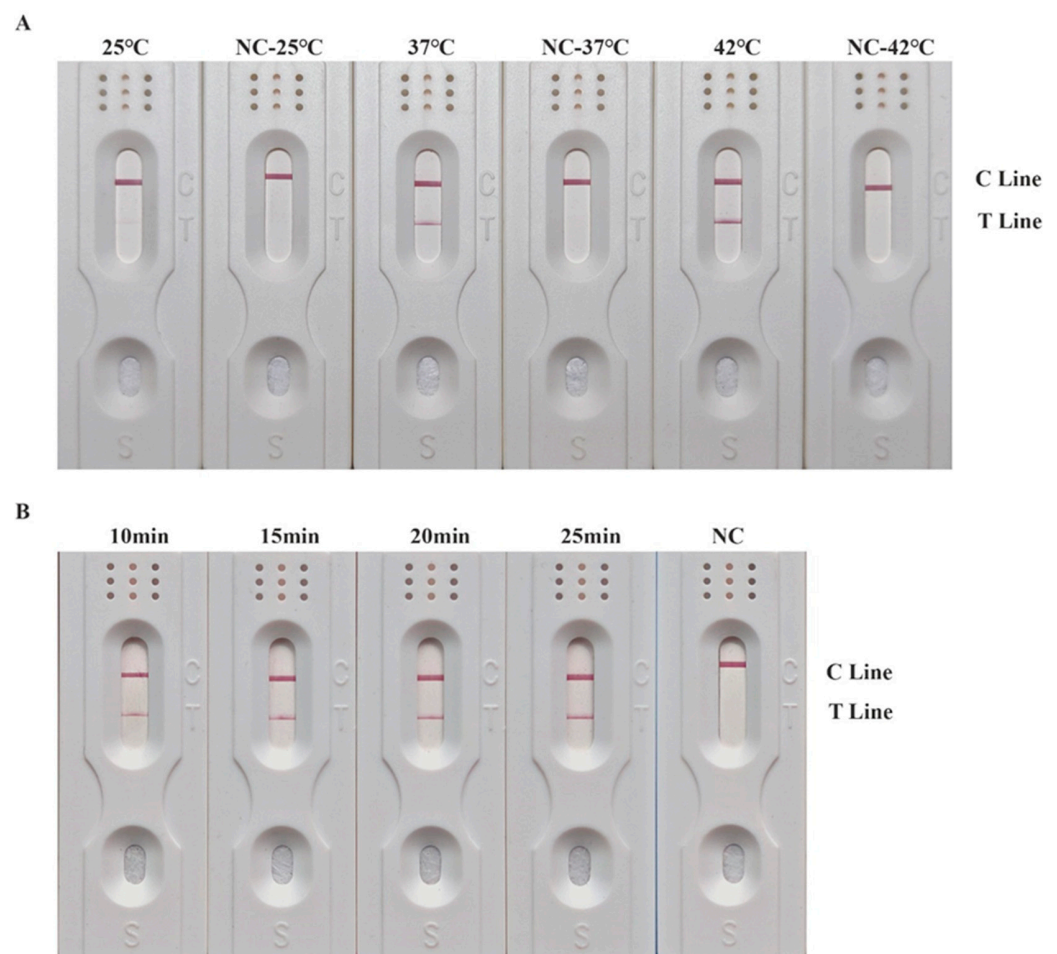 A
25°C NC-25°C 37°C NC-37°C 42°C NC-42°C
C C C C C C
C Line
T T T T T T
T Line
S S S S S S
B
10min 15min 20min 25min NC
C C C C C
C Line
T T T T T
T Line
S S S S S